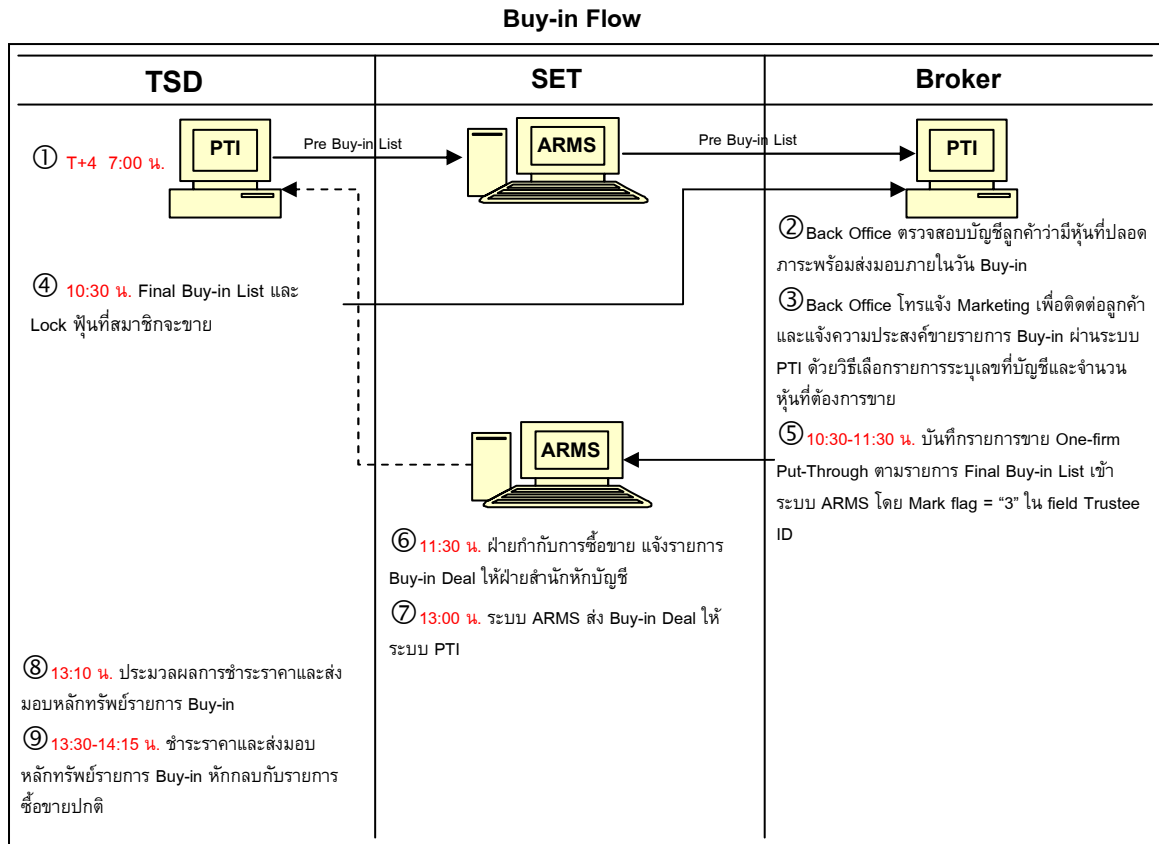 Buy-in Flow
TSD
SET
Broker
① T+4 7:00 น.
PTI
Pre Buy-in List
ARMS
Pre Buy-in List
PTI
② Back Office ตรวจสอบบัญชีลูกค้าว่ามีหุ้นที่ปลอด
ภาระพร้อมส่งมอบภายในวัน Buy-in
③ Back Office โทรแจ้ง Marketing เพื่อติดต่อลูกค้า
และแจ้งความประสงค์ขายรายการ Buy-in ผ่านระบบ
PTI ด้วยวิธีเลือกรายการระบุเลขที่บัญชีและจำนวน
หุ้นที่ต้องการขาย
④ 10:30 น. Final Buy-in List และ
Lock ฟุ้นที่สมาชิกจะขาย
⑤ 10:30-11:30 น. บันทึกรายการขาย One-firm
Put-Through ตามรายการ Final Buy-in List เข้า
ระบบ ARMS โดย Mark flag = “3” ใน field Trustee
ID
ARMS
⑥ 11:30 น. ฝ่ายกำกับการซื้อขาย แจ้งรายการ
Buy-in Deal ให้ฝ่ายสำนักหักบัญชี
⑦ 13:00 น. ระบบ ARMS ส่ง Buy-in Deal ให้
ระบบ PTI
⑧ 13:10 น. ประมวลผลการชำระราคาและส่ง
มอบหลักทรัพย์รายการ Buy-in
⑨ 13:30-14:15 น. ชำระราคาและส่งมอบ
หลักทรัพย์รายการ Buy-in หักกลบกับรายการ
ซื้อขายปกติ